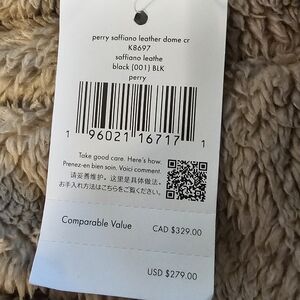 perry saffiano leather dome cr
K8697
saffiano leathe
black (001) BLK
perry
1 96021 16717 1
Take good care. Here's how.
Prenez-en bien soin. Voici comment.
请妥善维护。这里是具体做法。
お手入れ方法はこちらをご覧ください。
Comparable Value CAD $329.00
USD $279.00